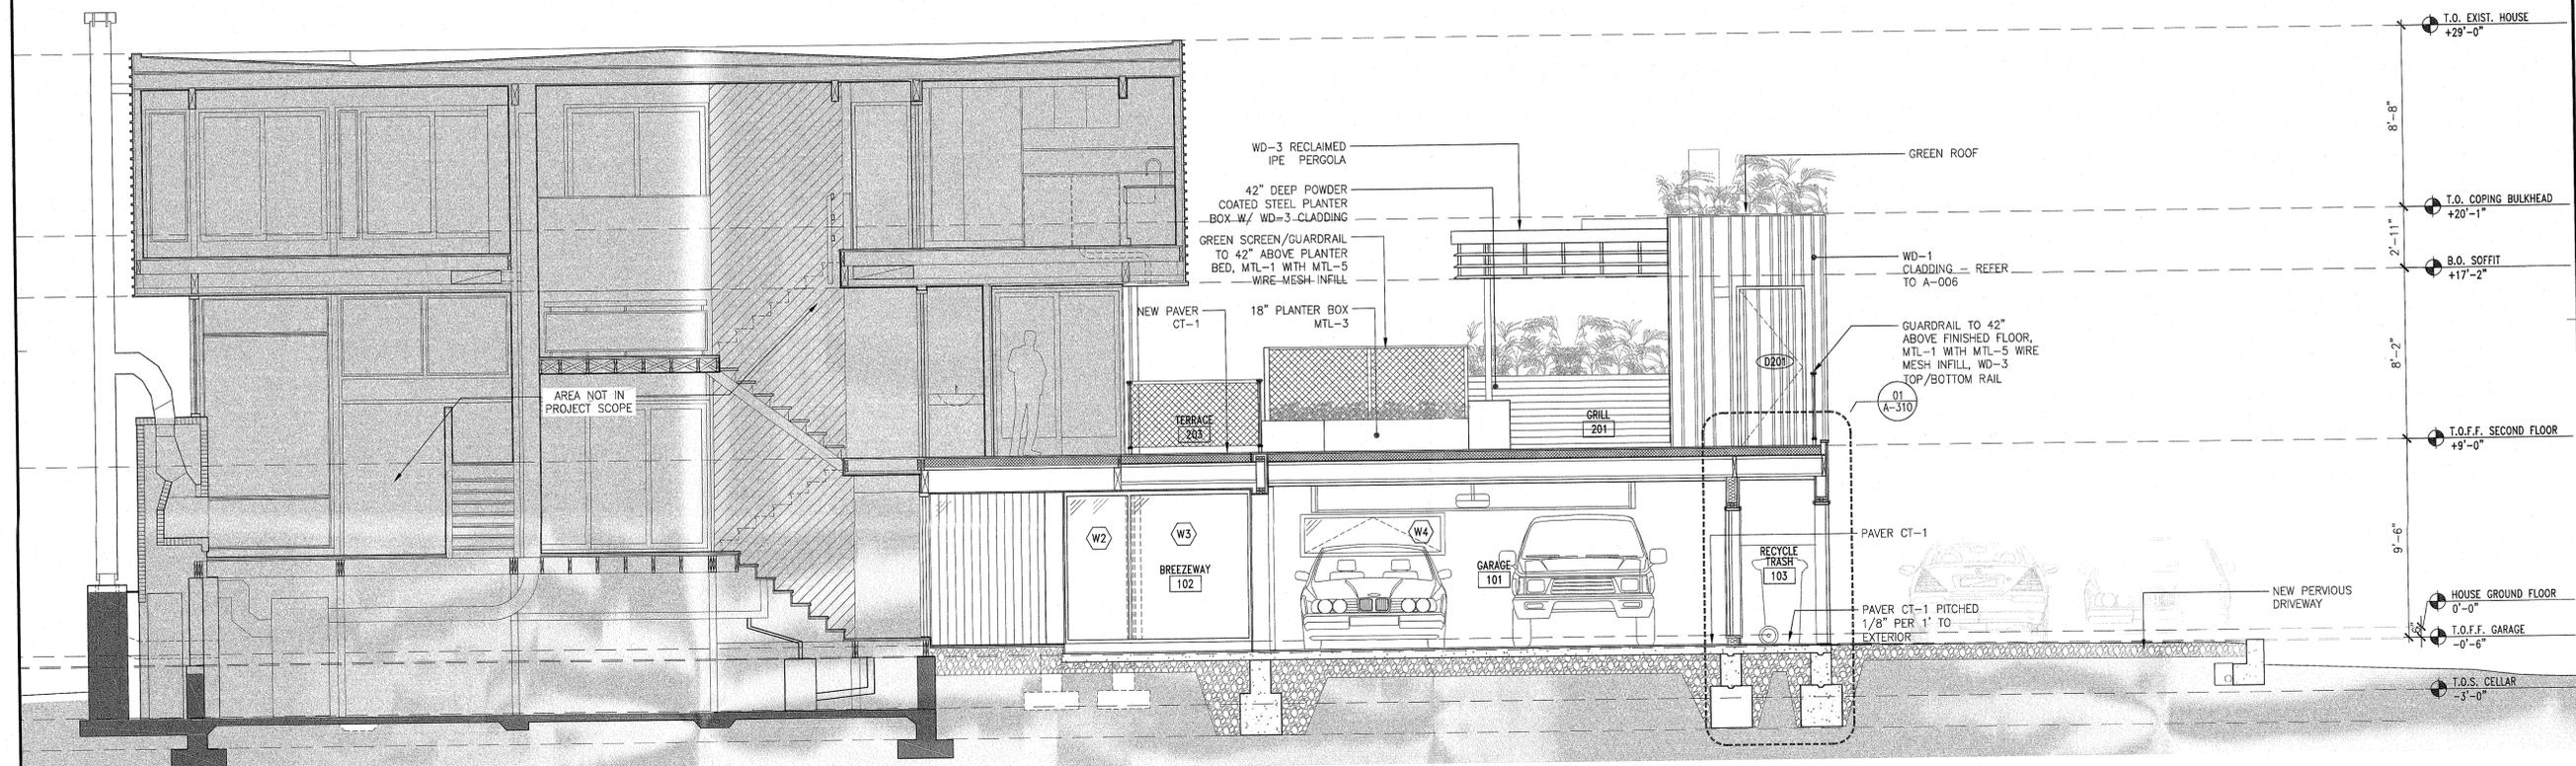 T.O. EXIST. HOUSE
+29'-0"
8'-8"
WD-3 RECLAIMED
IPE PERGOLA
GREEN ROOF
42" DEEP POWDER
COATED STEEL PLANTER
BOX W/ WD-3 CLADDING
T.O. COPING BULKHEAD
+20'-1"
2'-11"
GREEN SCREEN/GUARDRAIL
TO 42" ABOVE PLANTER
BED, MTL-1 WITH MTL-5
WIRE MESH INFILL
WD-1
CLADDING - REFER
TO A-006
B.O. SOFFIT
+17'-2"
NEW PAVER
CT-1
18" PLANTER BOX
MTL-3
GUARDRAIL TO 42"
ABOVE FINISHED FLOOR,
MTL-1 WITH MTL-5 WIRE
MESH INFILL, WD-3
TOP/BOTTOM RAIL
D201
8'-2"
AREA NOT IN
PROJECT SCOPE
01
A-310
TERRACE
203
GRILL
201
T.O.F.F. SECOND FLOOR
+9'-0"
W2
W3
W4
9'-6"
PAVER CT-1
BREEZEWAY
102
GARAGE
101
RECYCLE
TRASH
103
NEW PERVIOUS
DRIVEWAY
HOUSE GROUND FLOOR
0'-0"
PAVER CT-1 PITCHED
1/8" PER 1' TO
EXTERIOR
6"
T.O.F.F. GARAGE
-0'-6"
T.O.S. CELLAR
-3'-0"